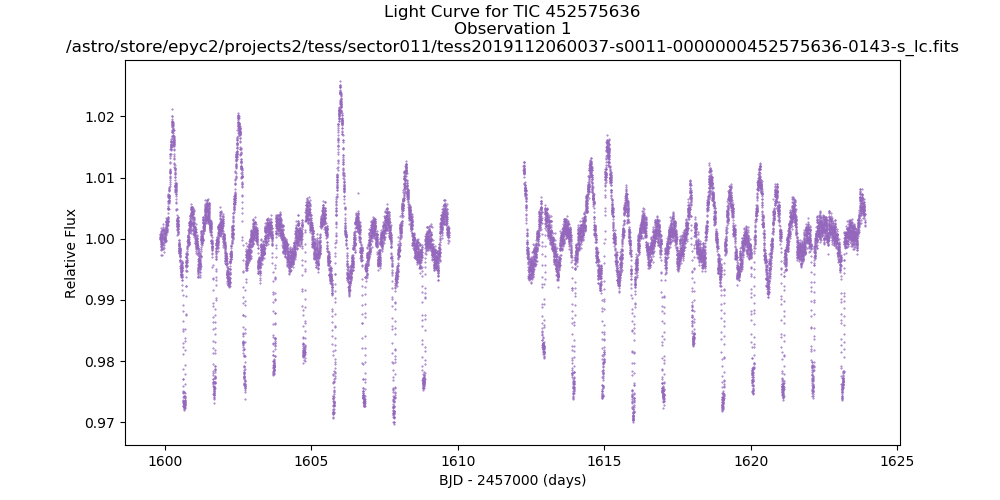 Light Curve for TIC 452575636
Observation 1
/astro/store/epyc2/projects2/tess/sector011/tess2019112060037-s0011-0000000452575636-0143-s_lc.fits
1.02
1.01
1.00
0.99
0.98
0.97
Relative Flux
1600
1605
1610
1615
1620
1625
BJD - 2457000 (days)